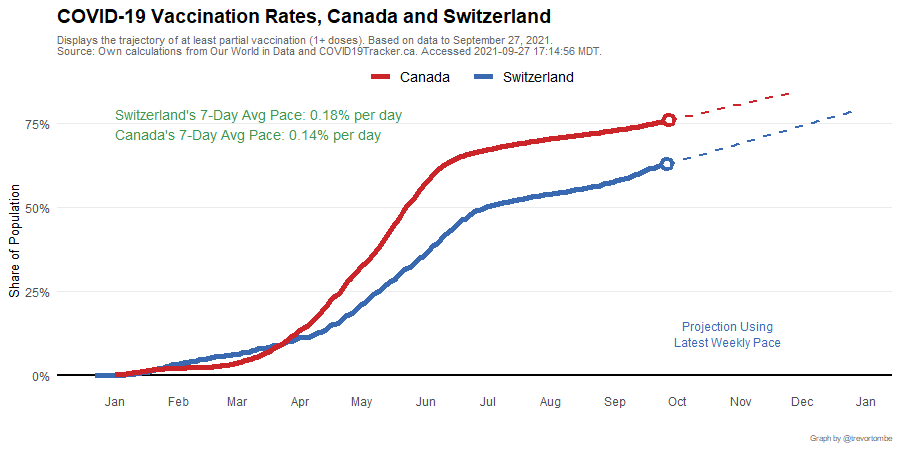 COVID-19 Vaccination Rates, Canada and Switzerland
Displays the trajectory of at least partial vaccination (1+ doses). Based on data to September 27, 2021.
Source: Own calculations from Our World in Data and COVID19Tracker.ca. Accessed 2021-09-27 17:14:56 MDT.
Canada Switzerland
Switzerland's 7-Day Avg Pace: 0.18% per day
Canada's 7-Day Avg Pace: 0.14% per day
Share of Population
75%
50%
25%
0%
Projection Using
Latest Weekly Pace
Jan Feb Mar Apr May Jun Jul Aug Sep Oct Nov Dec Jan
Graph by @trevortombe